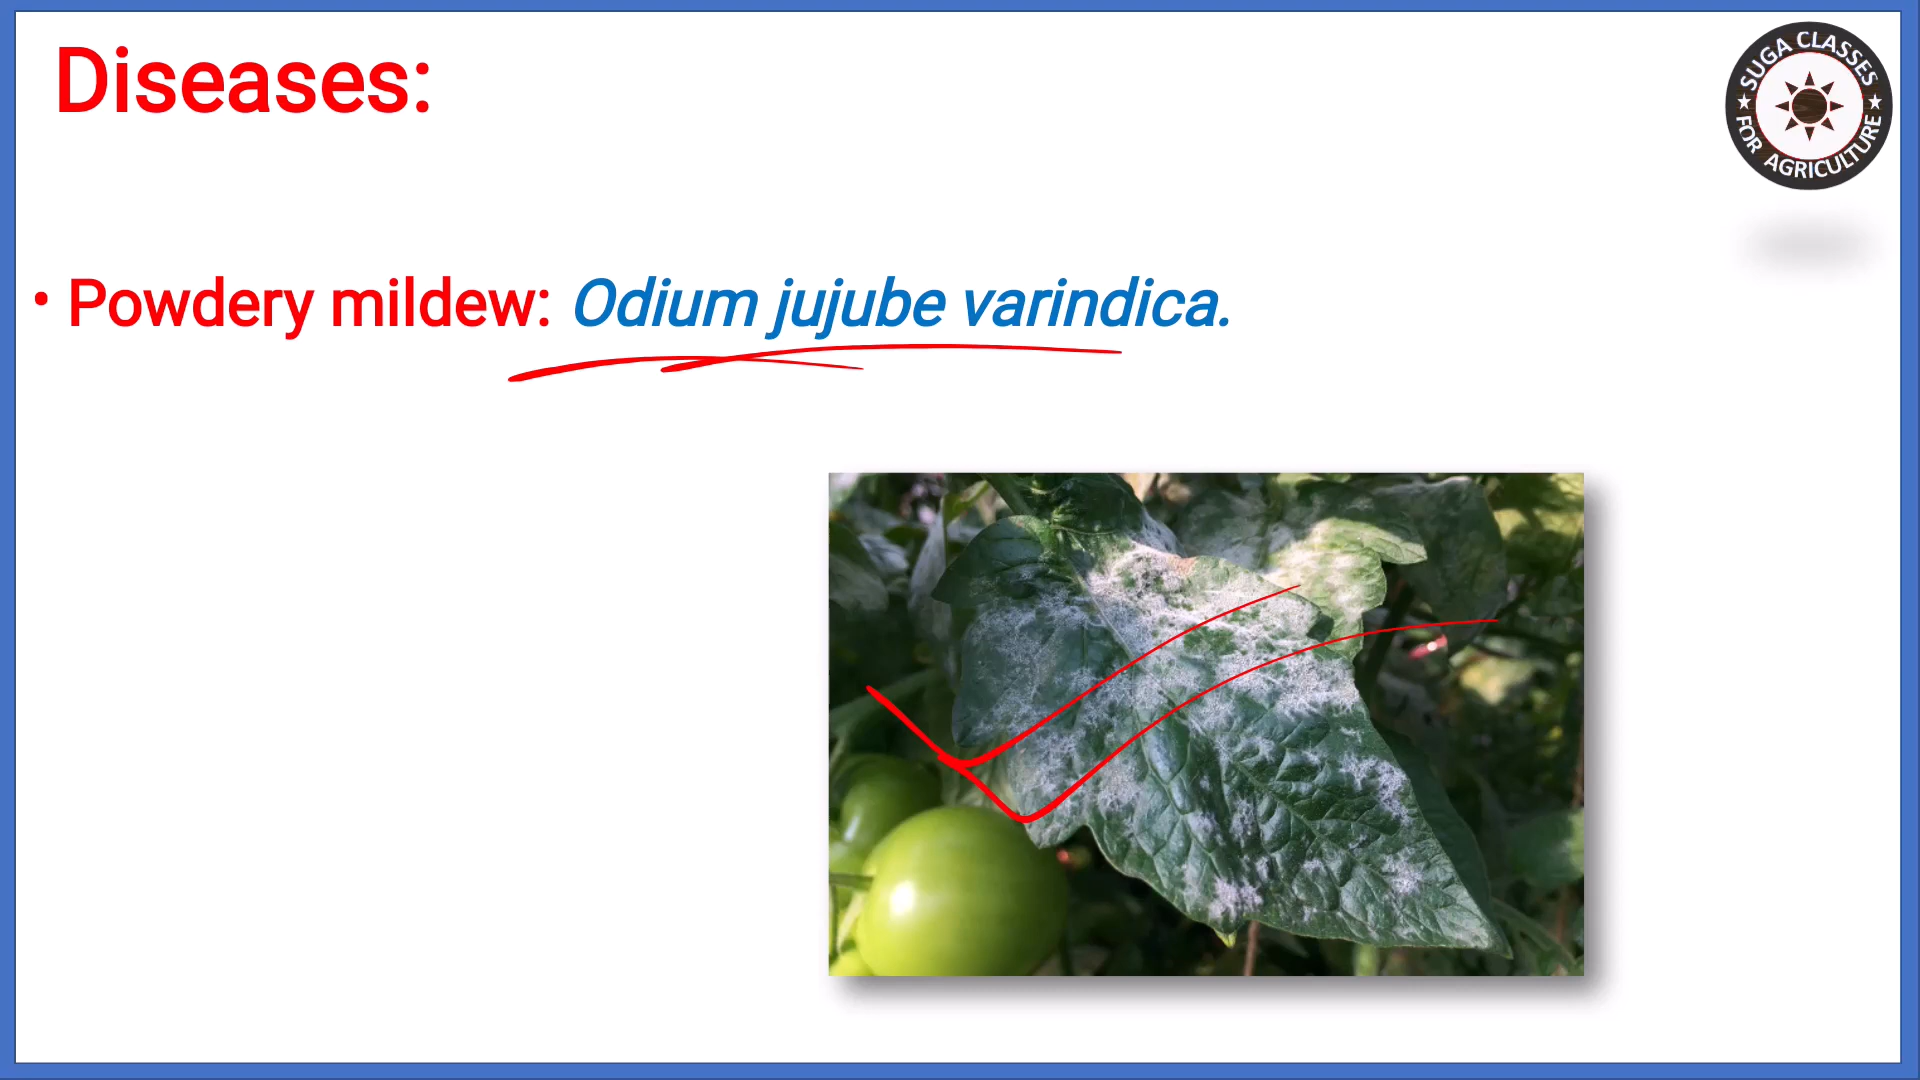 Diseases:
SUGA CLASSES
FOR AGRICULTURE
• Powdery mildew: Odium jujube varindica.